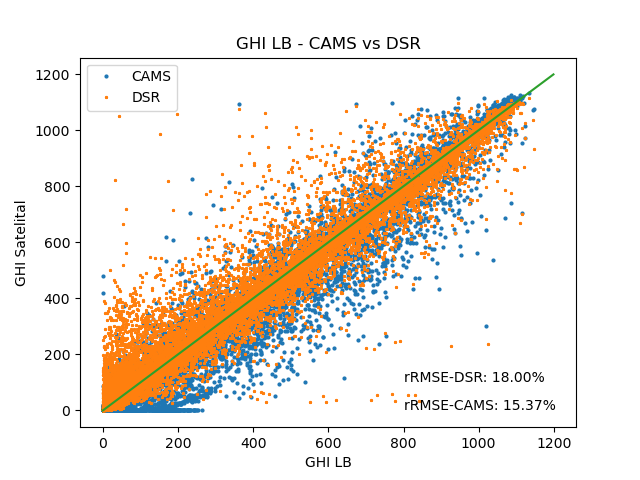 GHI LB - CAMS vs DSR
CAMS
DSR
GHI Satelital
1200
1000
800
600
400
200
0
rRMSE-DSR: 18.00%
rRMSE-CAMS: 15.37%
0 200 400 600 800 1000 1200
GHI LB